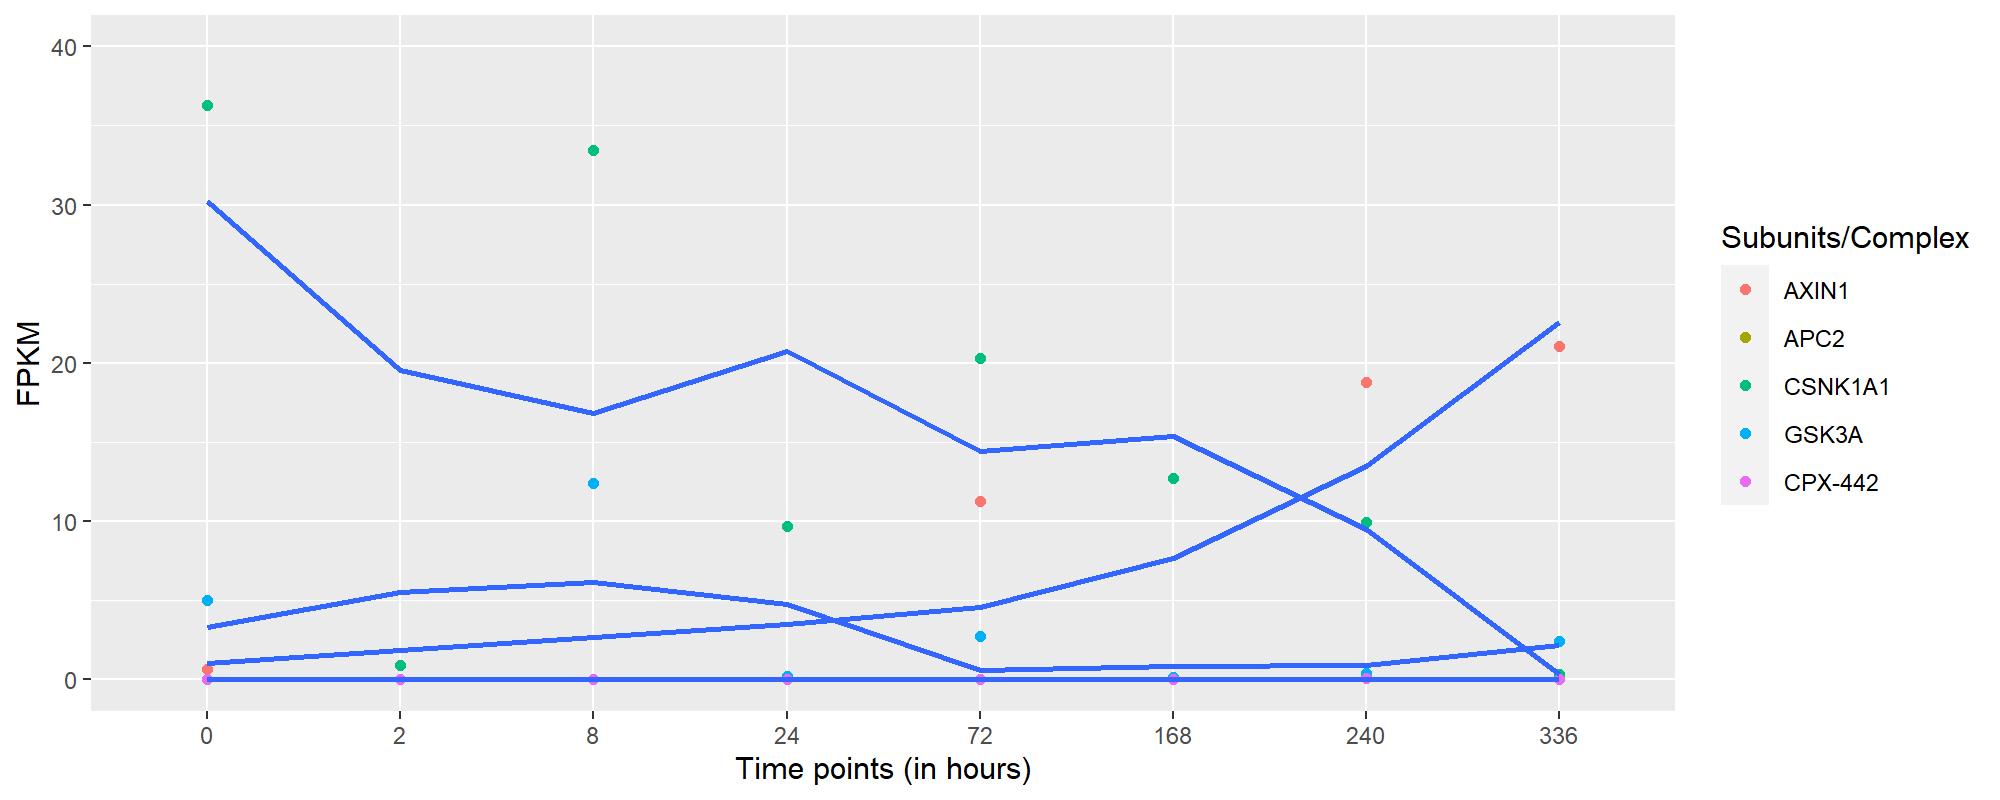 40
30
20
10
0
FPKM
0 2 8 24 72 168 240 336
Time points (in hours)
Subunits/Complex
AXIN1
APC2
CSNK1A1
GSK3A
CPX-442